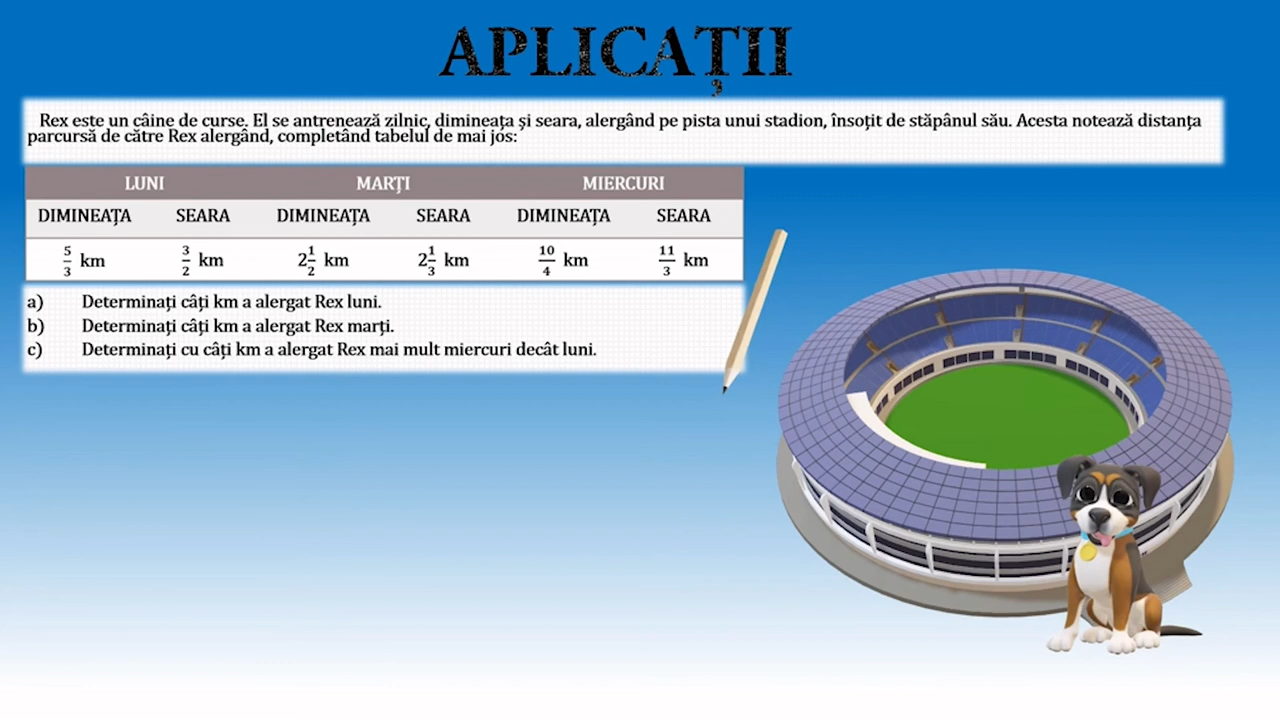 APLICAȚII
Rex este un câine de curse. El se antrenează zilnic, dimineața și seara, alergând pe pista unui stadion, însoțit de stăpânul său. Acesta notează distanța
parcursă de către Rex alergând, completând tabelul de mai jos:
LUNI MARȚI MIERCURI
DIMINEAȚA SEARA DIMINEAȚA SEARA DIMINEAȚA SEARA
5/3 km 3/2 km 2 1/2 km 2 1/3 km 10/4 km 11/3 km
a) Determinați câți km a alergat Rex luni.
b) Determinați câți km a alergat Rex marți.
c) Determinați cu câți km a alergat Rex mai mult miercuri decât luni.